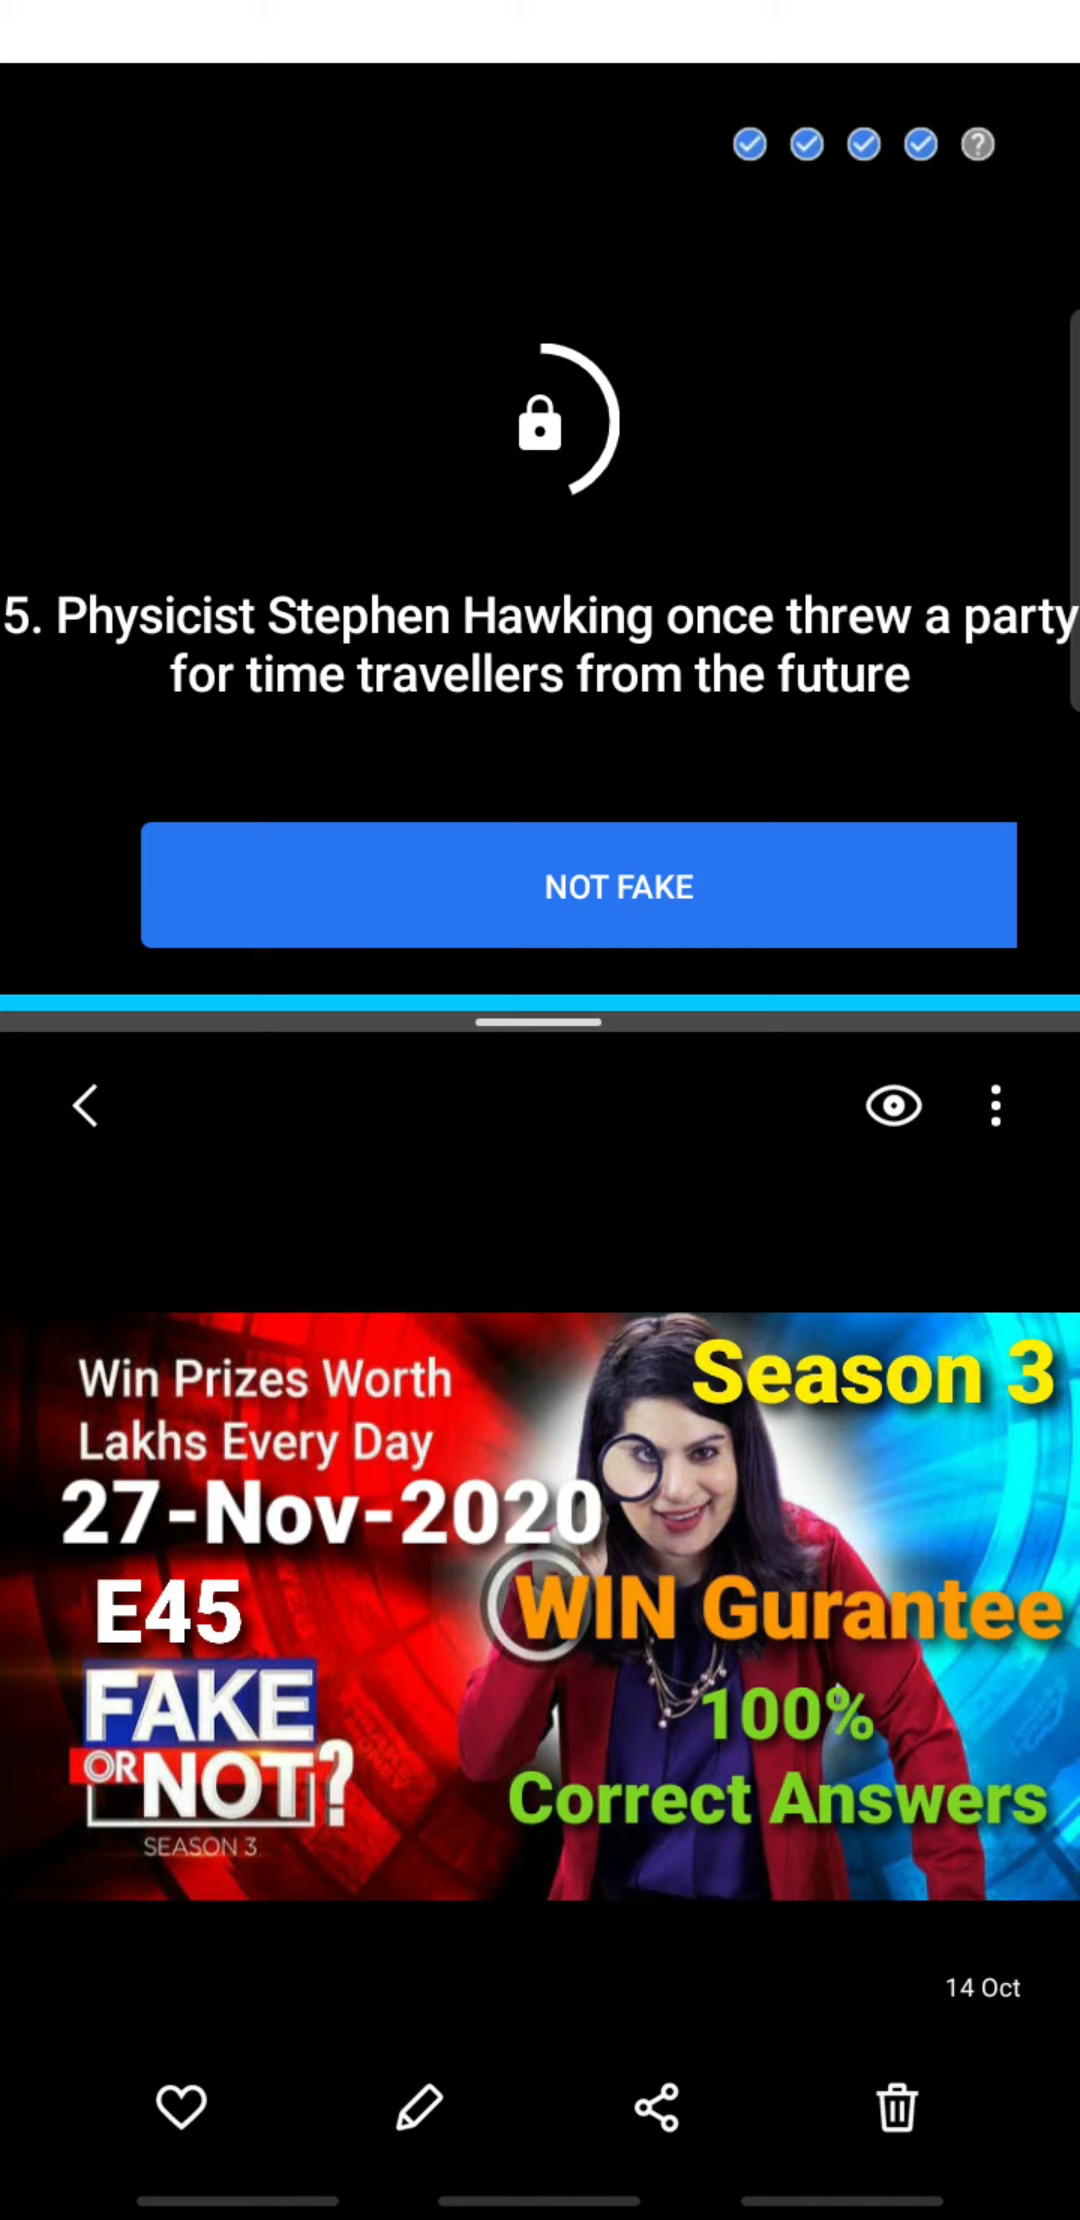 5. Physicist Stephen Hawking once threw a party
for time travellers from the future
NOT FAKE
Season 3
Win Prizes Worth
Lakhs Every Day
27-Nov-2020
E45
WIN Gurantee
FAKE
OR NOT?
SEASON 3
100%
Correct Answers
14 Oct